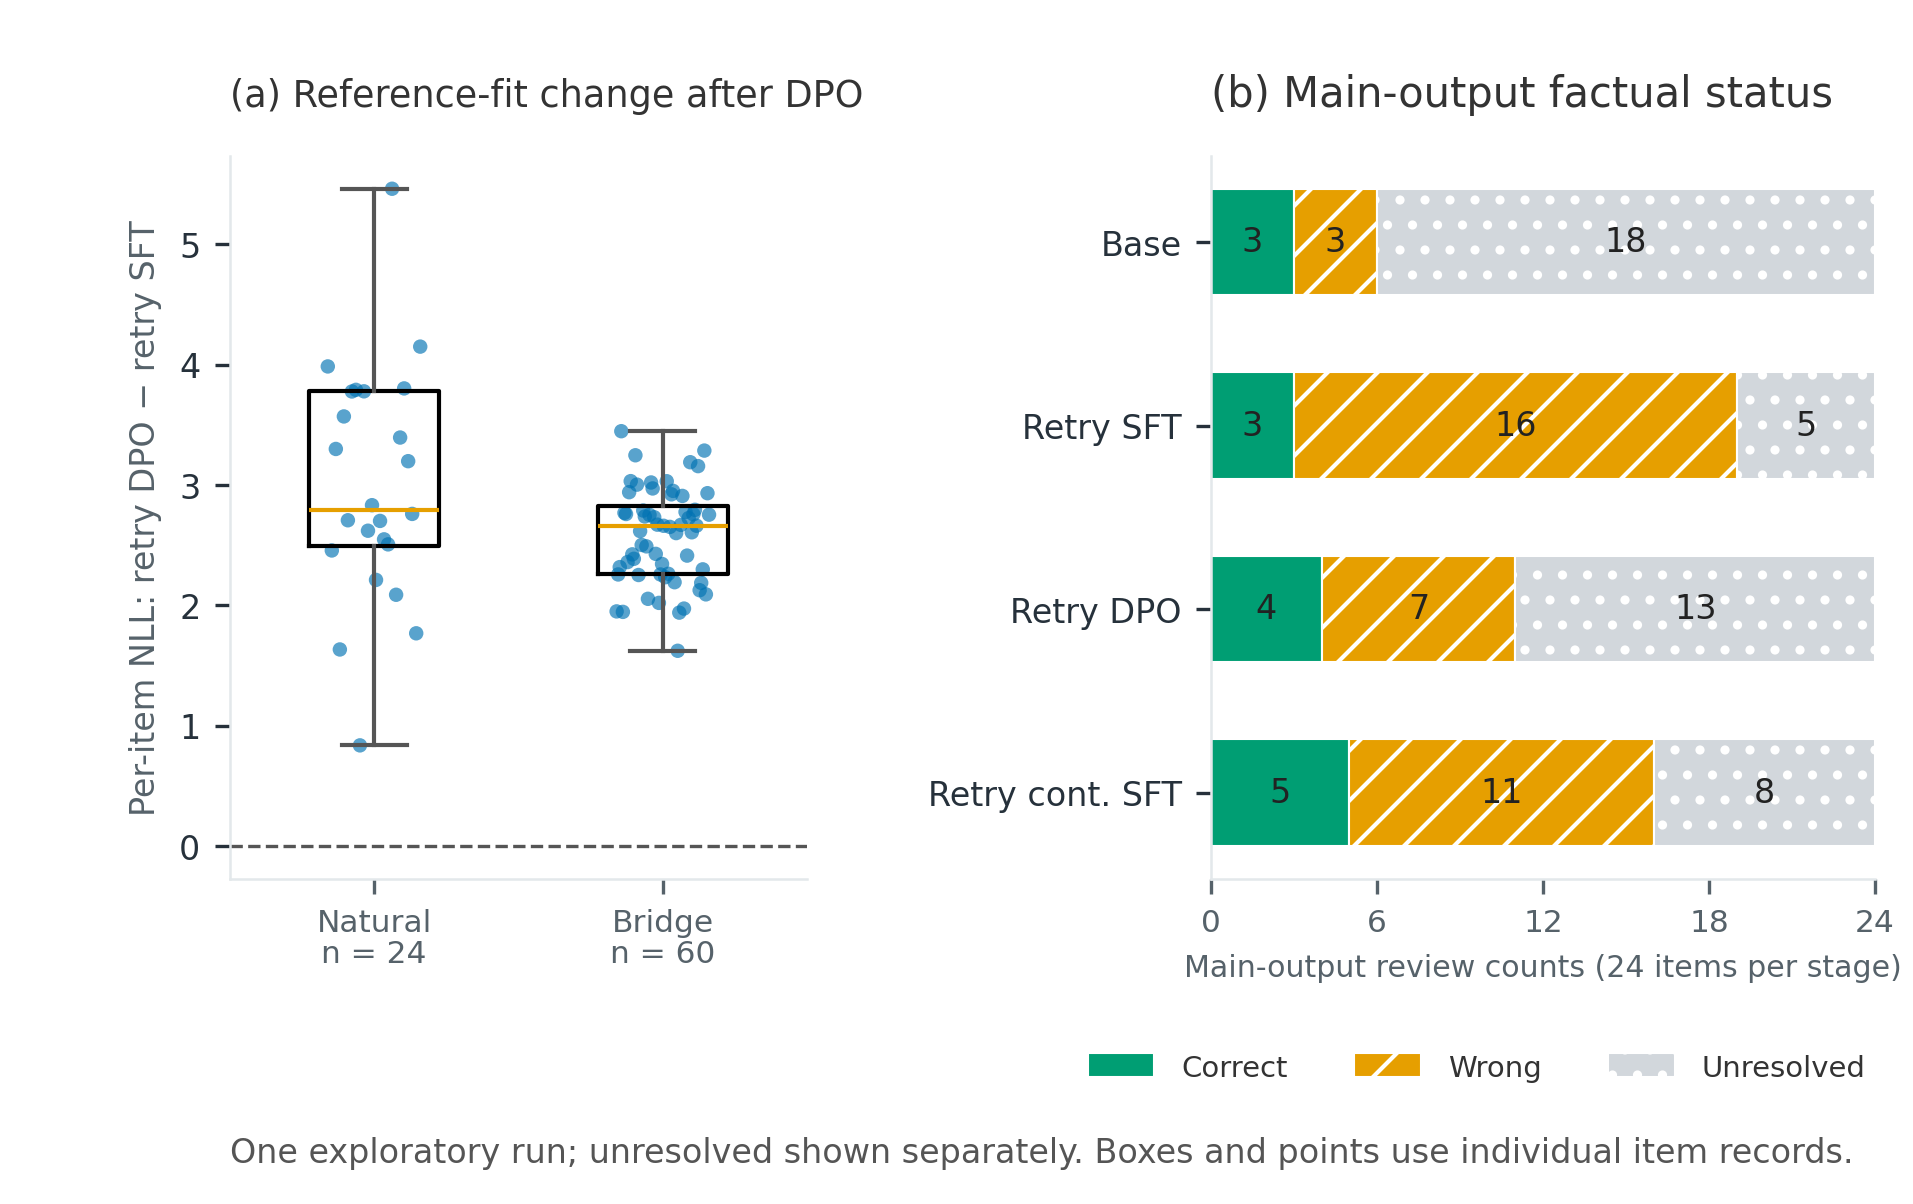 (a) Reference-fit change after DPO
Per-item NLL: retry DPO − retry SFT
5
4
3
2
1
0
Natural
n = 24
Bridge
n = 60
(b) Main-output factual status
Base
3
3
18
Retry SFT
3
16
5
Retry DPO
4
7
13
Retry cont. SFT
5
11
8
0
6
12
18
24
Main-output review counts (24 items per stage)
Correct
Wrong
Unresolved
One exploratory run; unresolved shown separately. Boxes and points use individual item records.